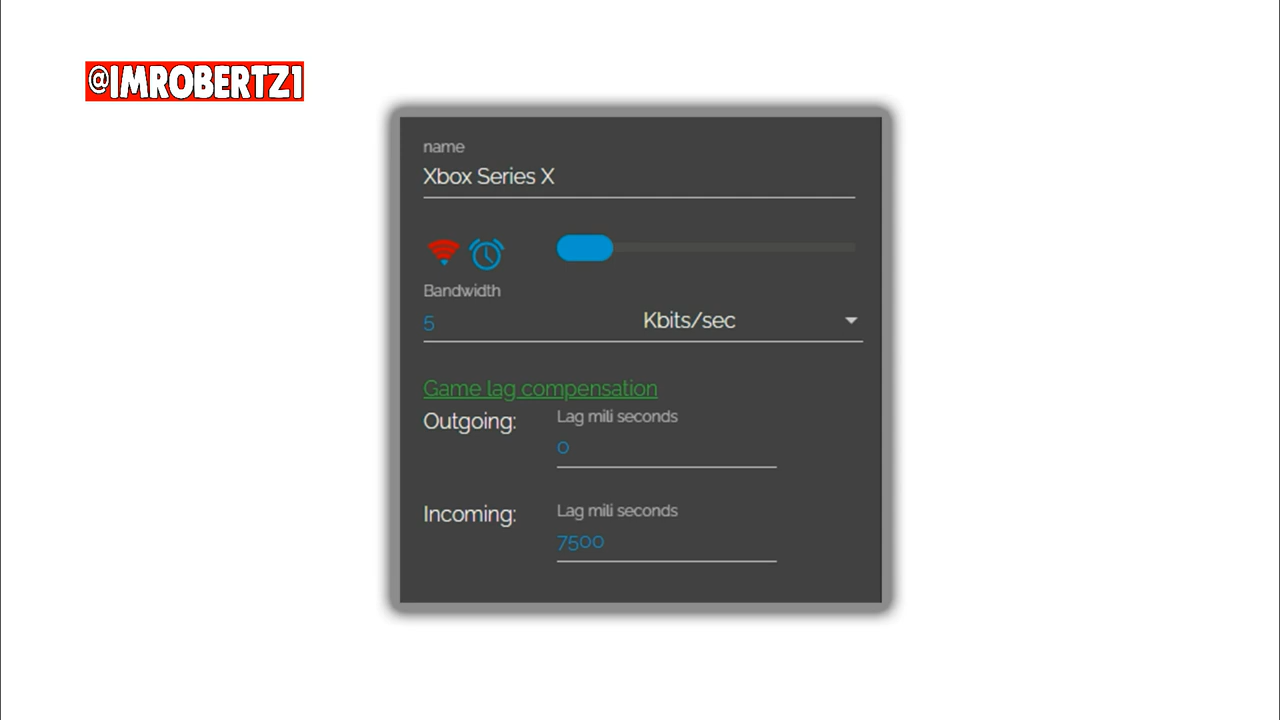 @IMROBERTZ1
name
Xbox Series X
Bandwidth
5 Kbits/sec
Game lag compensation
Outgoing: Lag mili seconds
0
Incoming: Lag mili seconds
7500